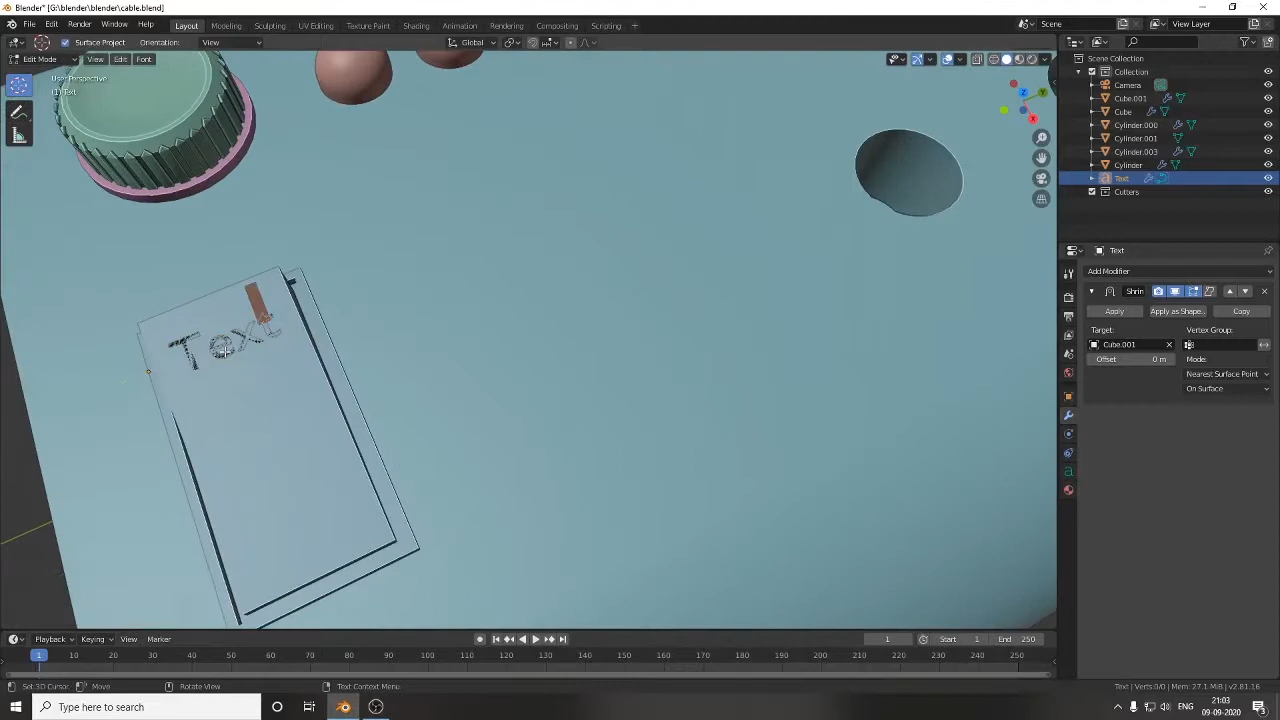 Blender* [G:\blender\blender\cable.blend]
File Edit Render Window Help Layout Modeling Sculpting UV Editing Texture Paint Shading Animation Rendering Compositing Scripting + Scene View Layer
Surface Project Orientation: View Global
Edit Mode View Edit Font
User Perspective
(1) Text
Text
Z
Y
X
Scene Collection
Collection
Camera
Cube.001
Cube
Cylinder.000
Cylinder.001
Cylinder.003
Cylinder
Text
Cutters
Text
Add Modifier
Shrin
Apply Apply as Shape.. Copy
Target: Vertex Group:
Cube.001
Offset 0 m Mode:
Nearest Surface Point
On Surface
Playback Keying View Marker 1 Start 1 End 250
1 10 20 30 40 50 60 70 80 90 100 110 120 130 140 150 160 170 180 190 200 210 220 230 240 250
Set 3D Cursor Move Rotate View Text Context Menu Text | Verts:0/0 | Mem: 27.1 MiB | v2.81.16
Type here to search ENG 21:03
09-09-2020